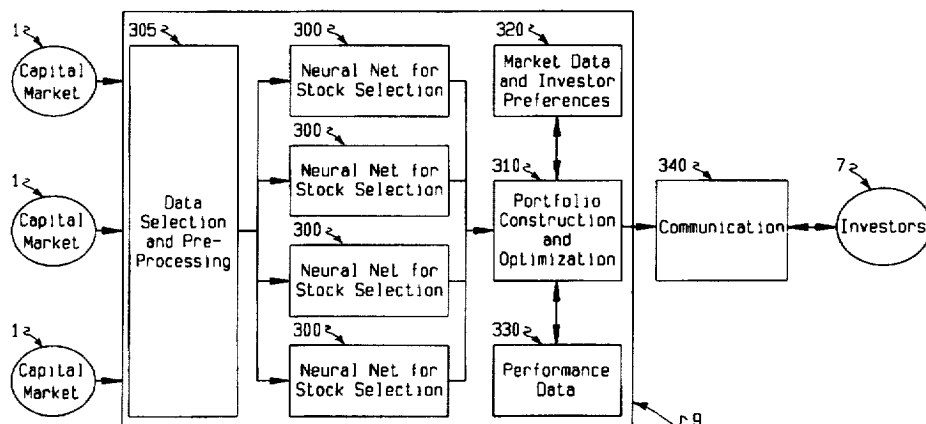 1
Capital
Market
1
Capital
Market
1
Capital
Market
305
Data
Selection
and Pre-
Processing
300
Neural Net for
Stock Selection
300
Neural Net for
Stock Selection
300
Neural Net for
Stock Selection
300
Neural Net for
Stock Selection
320
Market Data
and Investor
Preferences
310
Portfolio
Construction
and
Optimization
330
Performance
Data
340
Communication
7
Investors